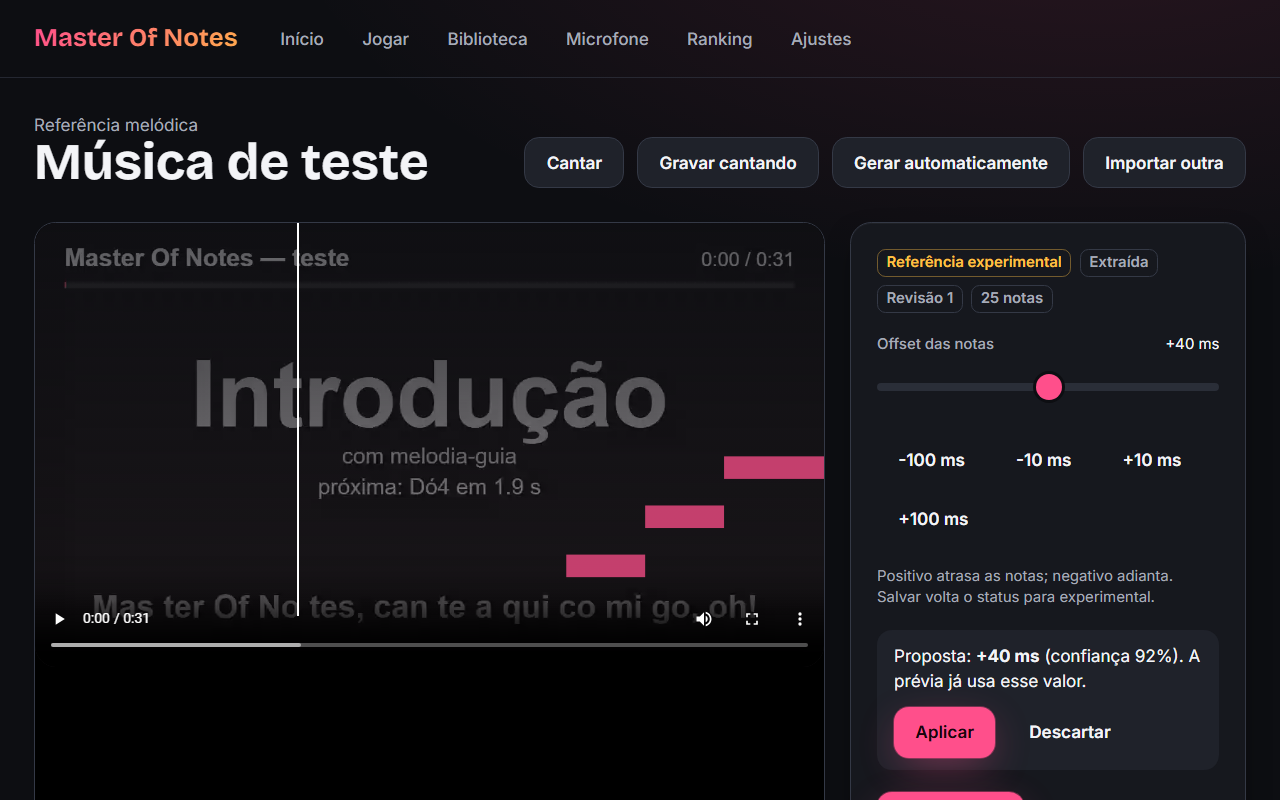 Master Of Notes
Início
Jogar
Biblioteca
Microfone
Ranking
Ajustes
Referência melódica
Música de teste
Cantar
Gravar cantando
Gerar automaticamente
Importar outra
Master Of Notes — teste
0:00 / 0:31
Introdução
com melodia-guia
próxima: Dó4 em 1.9 s
Mas ter Of No tes, can te a qui co mi go, oh!
0:00 / 0:31
Referência experimental
Extraída
Revisão 1
25 notas
Offset das notas
+40 ms
-100 ms
-10 ms
+10 ms
+100 ms
Positivo atrasa as notas; negativo adianta.
Salvar volta o status para experimental.
Proposta: +40 ms (confiança 92%). A
prévia já usa esse valor.
Aplicar
Descartar